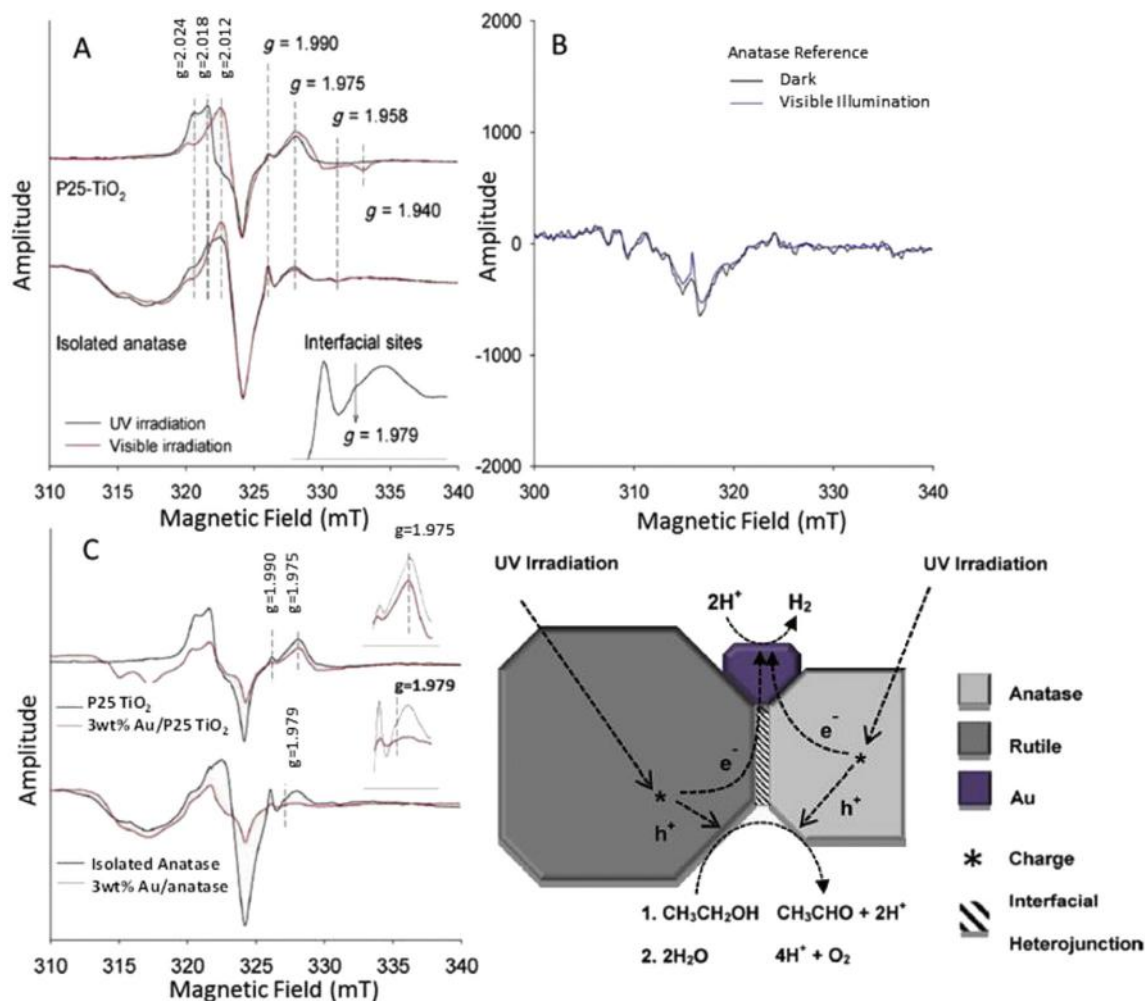 A
g=2.024
g=2.018
g=2.012
g = 1.990
g = 1.975
g = 1.958
g = 1.940
P25-TiO2
Isolated anatase
Interfacial sites
g = 1.979
UV irradiation
Visible irradiation
Amplitude
310 315 320 325 330 335 340
Magnetic Field (mT)
B
Anatase Reference
Dark
Visible Illumination
2000
1000
0
-1000
-2000
Amplitude
300 310 320 330 340
Magnetic Field (mT)
C
g=1.990
g=1.975
g=1.975
g=1.979
g=1.979
P25 TiO2
3wt% Au/P25 TiO2
Isolated Anatase
3wt% Au/anatase
Amplitude
310 315 320 325 330 335 340
Magnetic Field (mT)
UV Irradiation
UV Irradiation
2H+ H2
e-
e-
*
*
h+
h+
1. CH3CH2OH CH3CHO + 2H+
2. 2H2O 4H+ + O2
Anatase
Rutile
Au
* Charge
Interfacial
Heterojunction